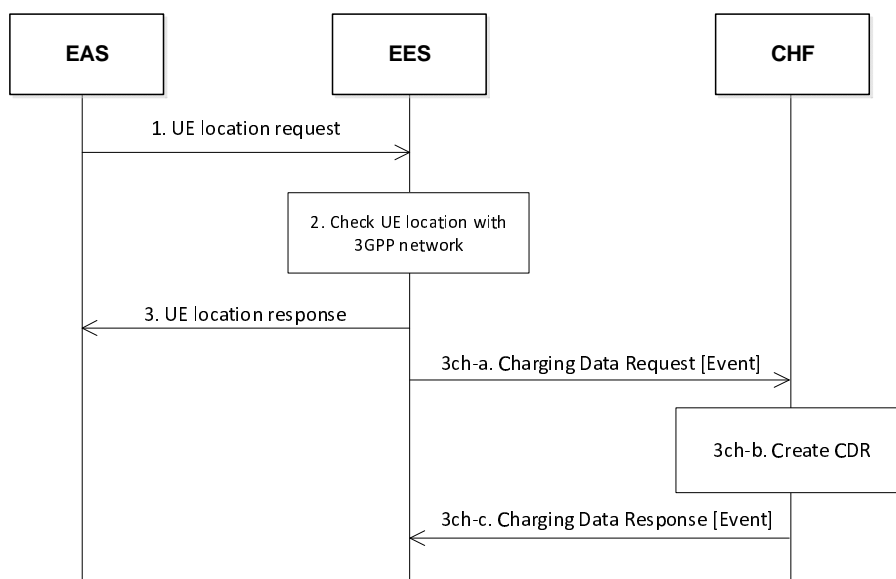 EAS
EES
CHF
1. UE location request
2. Check UE location with
3GPP network
3. UE location response
3ch-a. Charging Data Request [Event]
3ch-b. Create CDR
3ch-c. Charging Data Response [Event]